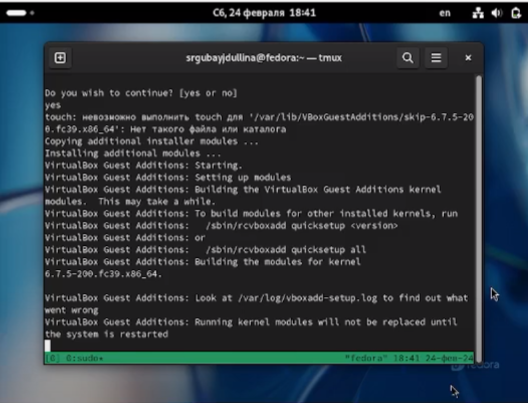 Сб, 24 февраля 18:41
en
srgubayjdullina@fedora:~ — tmux
Do you wish to continue? [yes or no]
yes
touch: невозможно выполнить touch для '/var/lib/VBoxGuestAdditions/skip-6.7.5-20
0.fc39.x86_64': Нет такого файла или каталога
Copying additional installer modules ...
Installing additional modules ...
VirtualBox Guest Additions: Starting.
VirtualBox Guest Additions: Setting up modules
VirtualBox Guest Additions: Building the VirtualBox Guest Additions kernel
modules.  This may take a while.
VirtualBox Guest Additions: To build modules for other installed kernels, run
VirtualBox Guest Additions:   /sbin/rcvboxadd quicksetup <version>
VirtualBox Guest Additions: or
VirtualBox Guest Additions:   /sbin/rcvboxadd quicksetup all
VirtualBox Guest Additions: Building the modules for kernel
6.7.5-200.fc39.x86_64.
VirtualBox Guest Additions: Look at /var/log/vboxadd-setup.log to find out what
went wrong
VirtualBox Guest Additions: Running kernel modules will not be replaced until
the system is restarted
[0] 0:sudo* "fedora" 18:41 24-фев-24
fedora